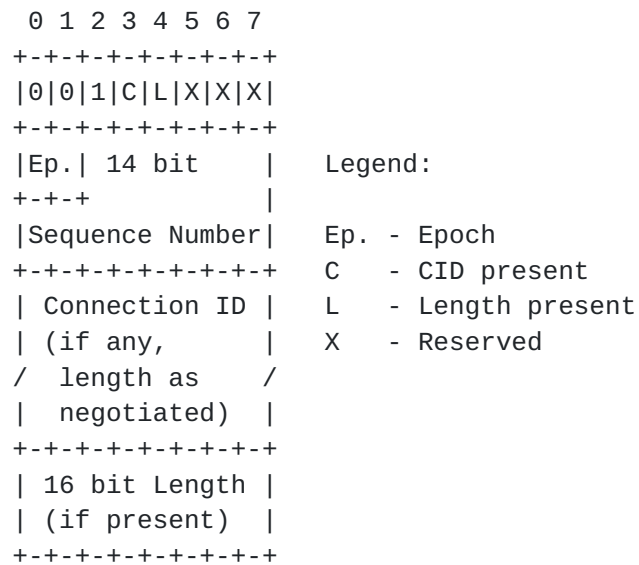 0 1 2 3 4 5 6 7
+-+-+-+-+-+-+-+-+
|0|0|1|C|L|X|X|X|
+-+-+-+-+-+-+-+-+
|Ep.| 14 bit    |   Legend:
+-+-+           |
|Sequence Number|   Ep. - Epoch
+-+-+-+-+-+-+-+-+   C   - CID present
| Connection ID |   L   - Length present
| (if any,      |   X   - Reserved
/  length as    /
|  negotiated)  |
+-+-+-+-+-+-+-+-+
| 16 bit Length |
| (if present)  |
+-+-+-+-+-+-+-+-+